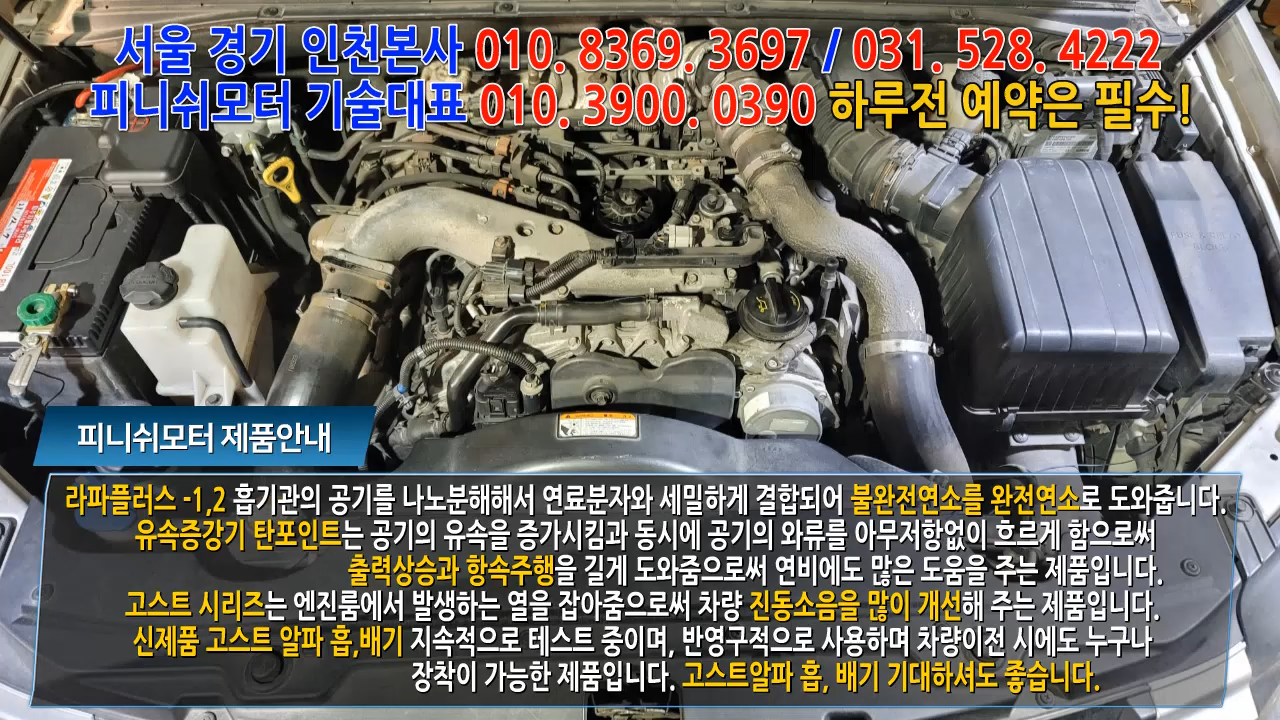 서울 경기 인천본사 010. 8369. 3697 / 031. 528. 4222
피니쉬모터 기술대표 010. 3900. 0390 하루전 예약은 필수!
피니쉬모터 제품안내
라파플러스 -1,2 흡기관의 공기를 나노분해해서 연료분자와 세밀하게 결합되어 불완전연소를 완전연소로 도와줍니다.
유속증강기 탄포인트는 공기의 유속을 증가시킴과 동시에 공기의 와류를 아무저항없이 흐르게 함으로써
출력상승과 항속주행을 길게 도와줌으로써 연비에도 많은 도움을 주는 제품입니다.
고스트 시리즈는 엔진룸에서 발생하는 열을 잡아줌으로써 차량 진동소음을 많이 개선해 주는 제품입니다.
신제품 고스트 알파 흡,배기 지속적으로 테스트 중이며, 반영구적으로 사용하며 차량이전 시에도 누구나
장착이 가능한 제품입니다. 고스트알파 흡, 배기 기대하셔도 좋습니다.